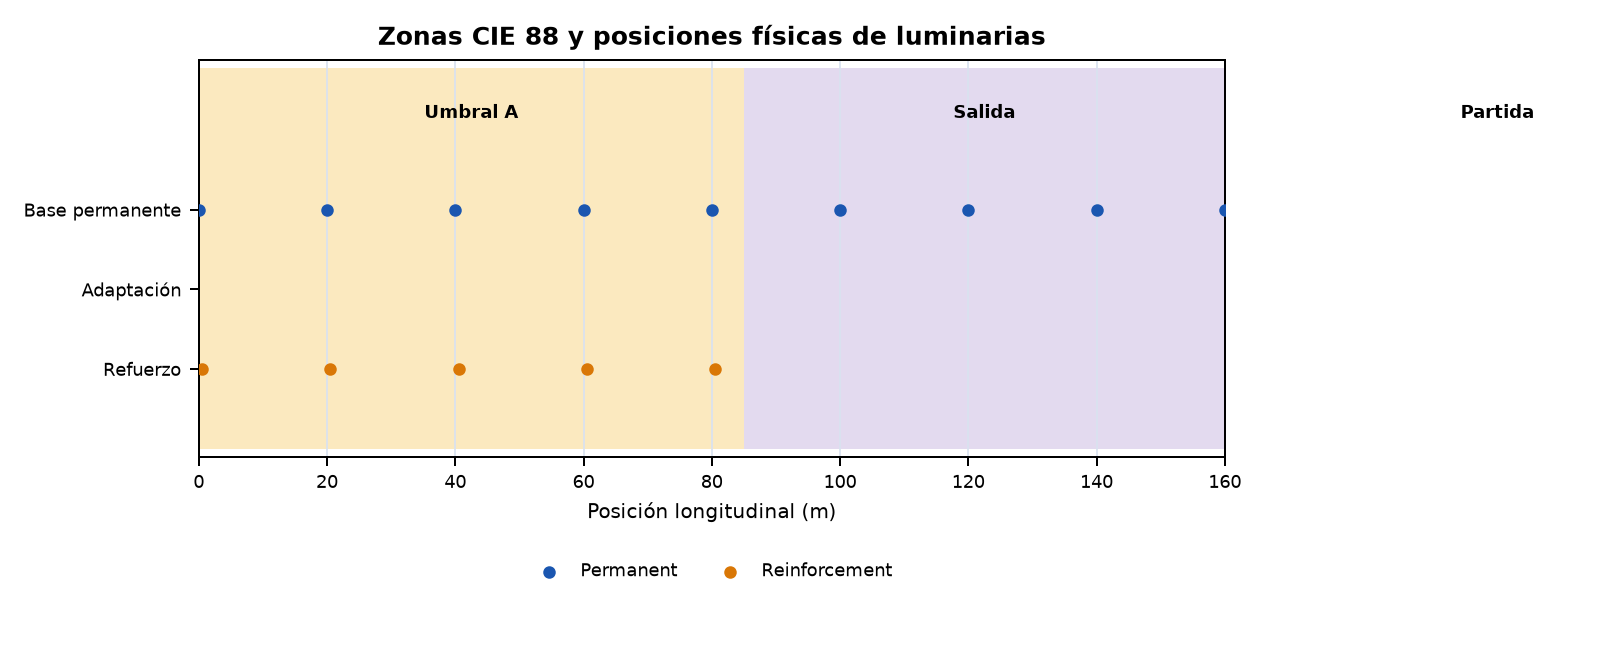 Zonas CIE 88 y posiciones físicas de luminarias
Umbral A
Salida
Partida
Base permanente
Adaptación
Refuerzo
0 20 40 60 80 100 120 140 160
Posición longitudinal (m)
Permanent
Reinforcement